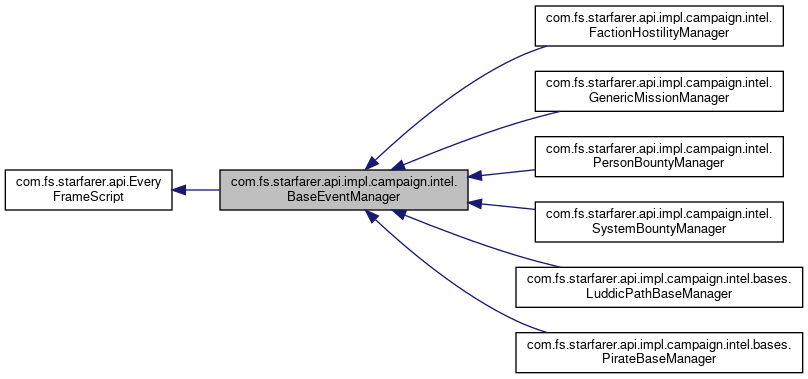 com.fs.starfarer.api.Every
FrameScript
com.fs.starfarer.api.impl.campaign.intel.
BaseEventManager
com.fs.starfarer.api.impl.campaign.intel.
FactionHostilityManager
com.fs.starfarer.api.impl.campaign.intel.
GenericMissionManager
com.fs.starfarer.api.impl.campaign.intel.
PersonBountyManager
com.fs.starfarer.api.impl.campaign.intel.
SystemBountyManager
com.fs.starfarer.api.impl.campaign.intel.bases.
LuddicPathBaseManager
com.fs.starfarer.api.impl.campaign.intel.bases.
PirateBaseManager